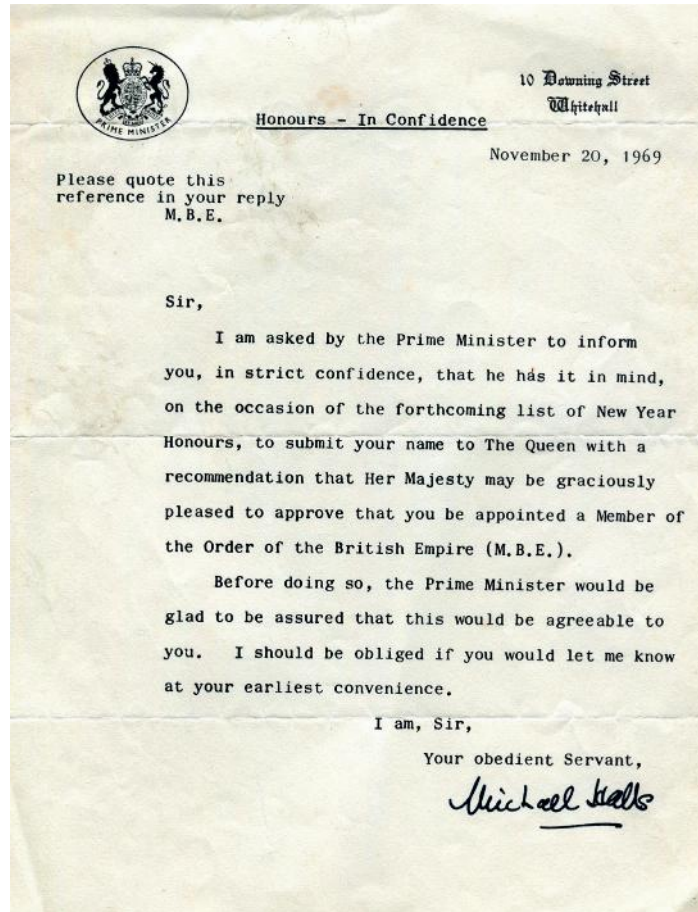 10 Downing Street
Whitehall
PRIME MINISTER
Honours - In Confidence
November 20, 1969
Please quote this
reference in your reply
M.B.E.
Sir,
I am asked by the Prime Minister to inform
you, in strict confidence, that he has it in mind,
on the occasion of the forthcoming list of New Year
Honours, to submit your name to The Queen with a
recommendation that Her Majesty may be graciously
pleased to approve that you be appointed a Member of
the Order of the British Empire (M.B.E.).
Before doing so, the Prime Minister would be
glad to be assured that this would be agreeable to
you. I should be obliged if you would let me know
at your earliest convenience.
I am, Sir,
Your obedient Servant,
Michael Halls